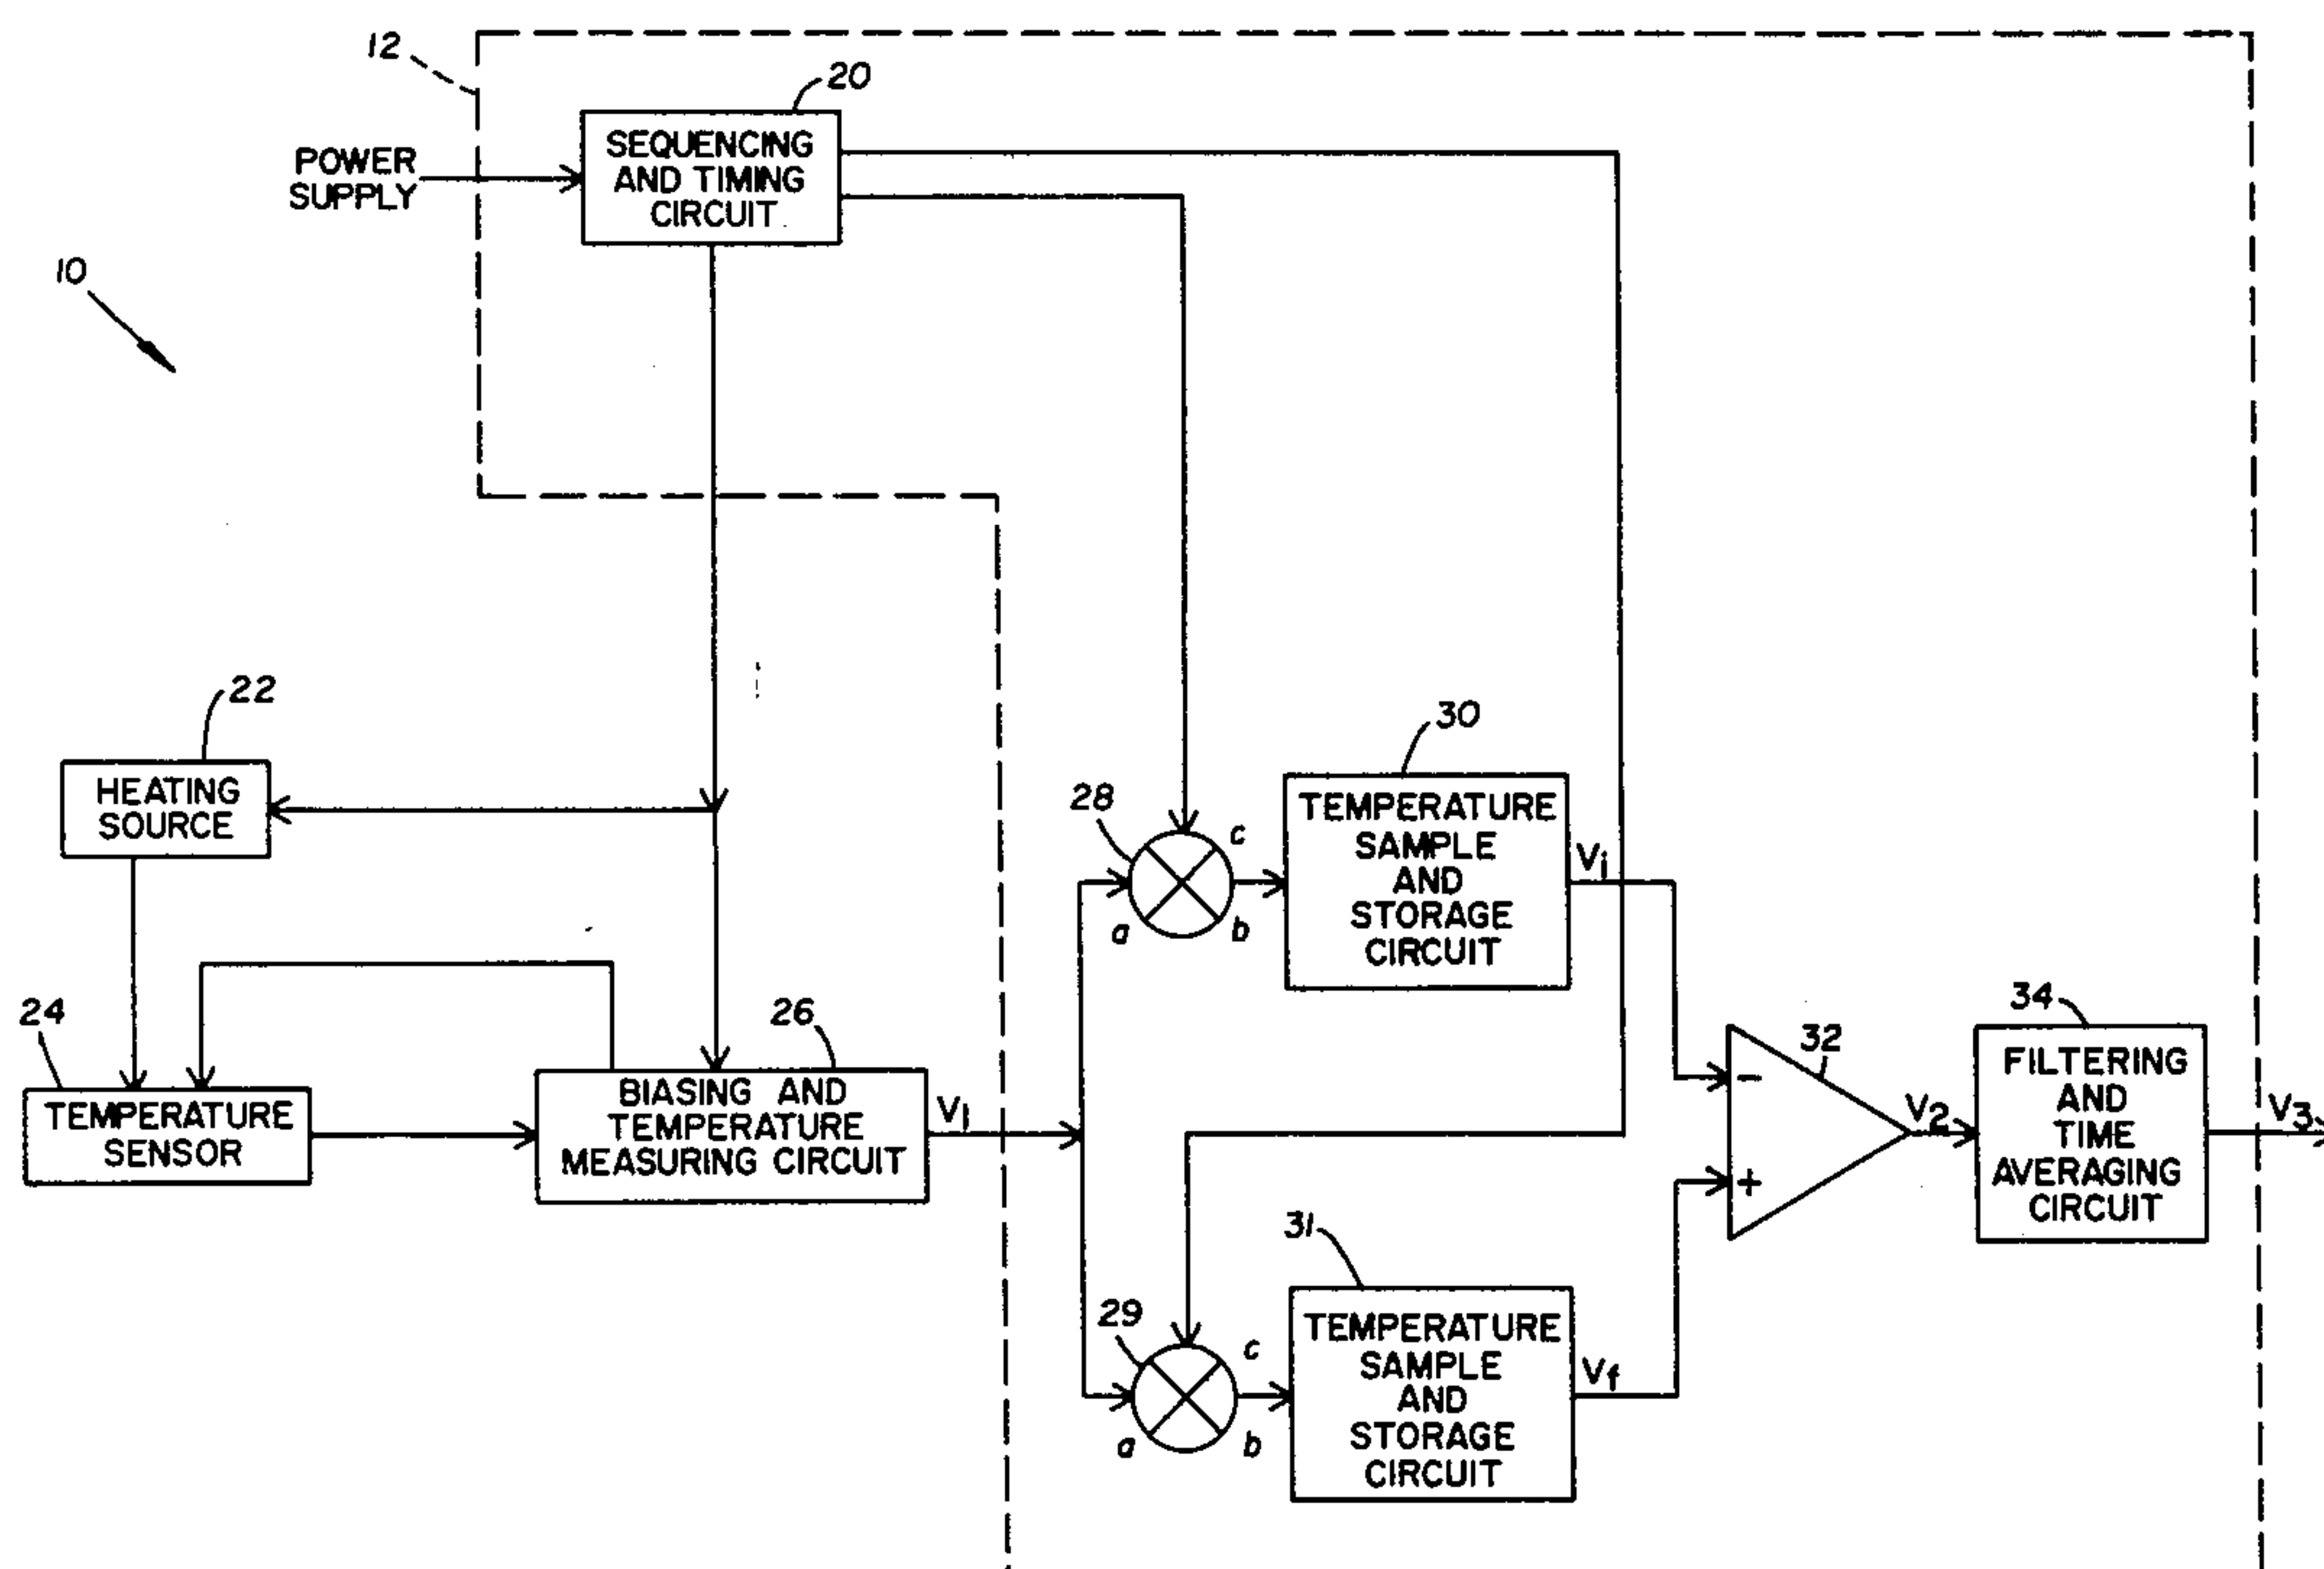 12
20
POWER
SUPPLY
SEQUENCING
AND TIMING
CIRCUIT
10
22
HEATING
SOURCE
30
28
c
a
b
TEMPERATURE
SAMPLE
AND
STORAGE
CIRCUIT
Vi
24
TEMPERATURE
SENSOR
26
BIASING AND
TEMPERATURE
MEASURING CIRCUIT
V1
32
-
+
V2
34
FILTERING
AND
TIME
AVERAGING
CIRCUIT
V3
31
29
c
a
b
TEMPERATURE
SAMPLE
AND
STORAGE
CIRCUIT
Vf